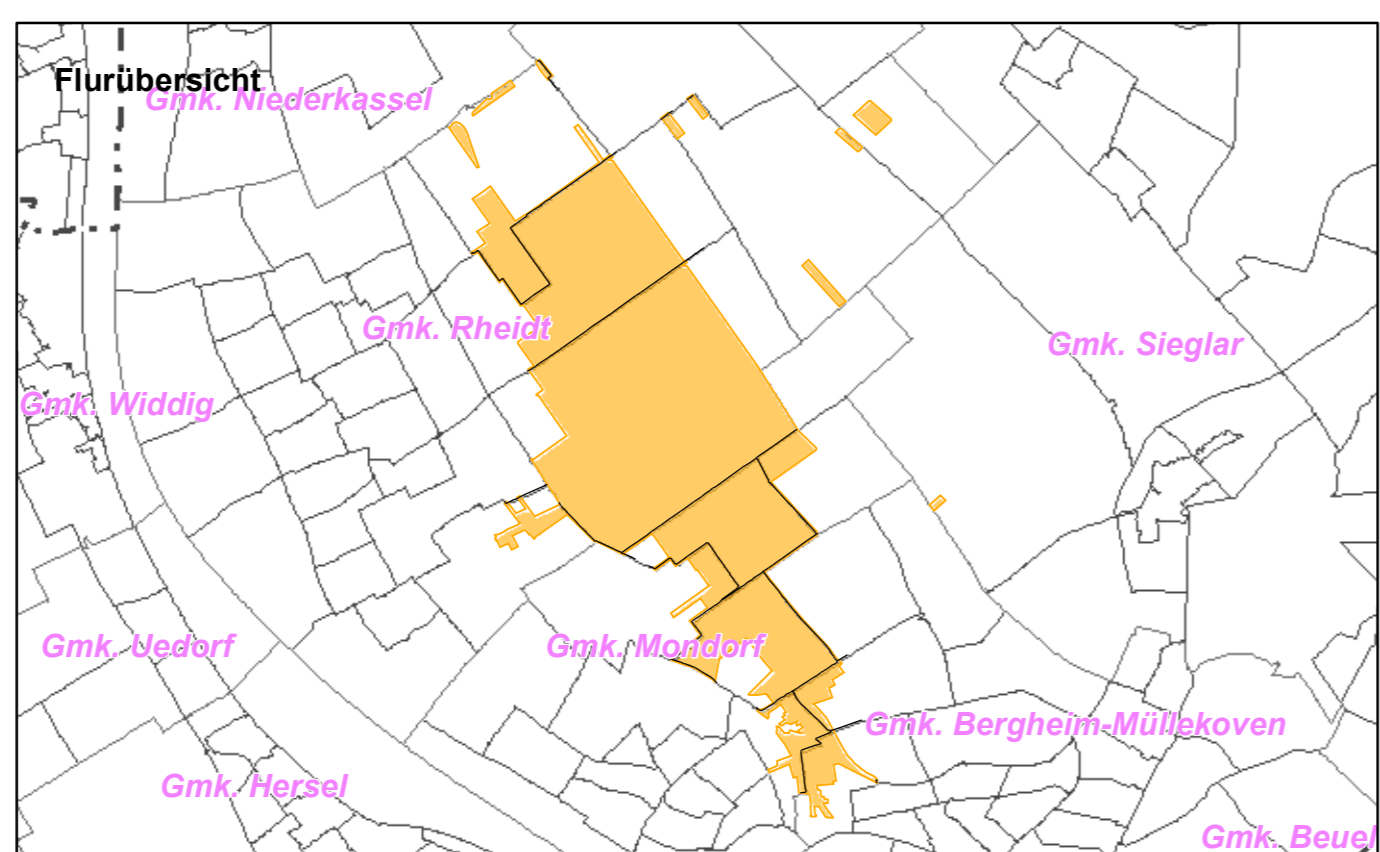 Flurübersicht
Gmk. Niederkassel
Gmk. Rheidt
Gmk. Sieglar
Gmk. Widdig
Gmk. Uedorf
Gmk. Mondorf
Gmk. Bergheim-Müllekoven
Gmk. Hersel
Gmk. Beuel